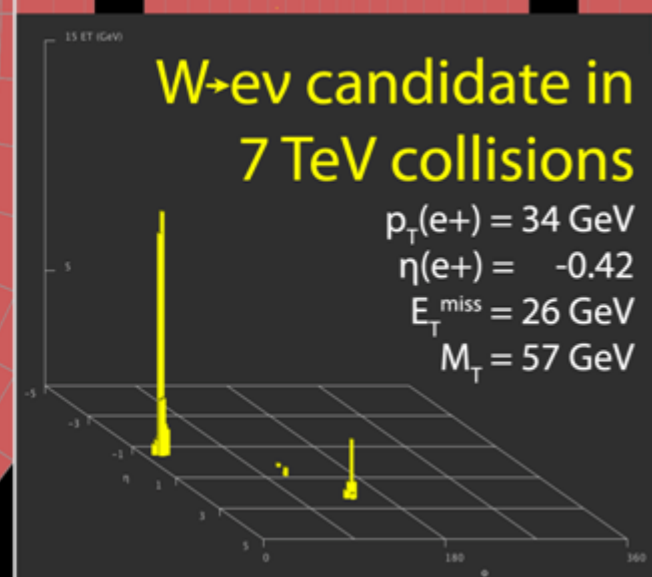 15 ET (GeV)
W→eν candidate in
7 TeV collisions
pT(e+) = 34 GeV
η(e+) = -0.42
5
ETmiss = 26 GeV
MT = 57 GeV
-5
-3
-1
η
1
3
5
0
180
360
Φ